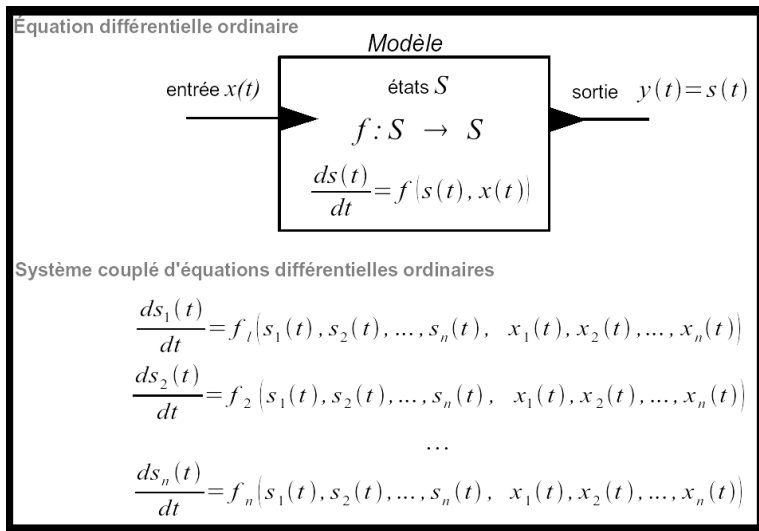 Équation différentielle ordinaire
Modèle
entrée x(t)
états S
sortie y(t)=s(t)
f:S → S
ds(t)/dt=f(s(t),x(t))
Système couplé d'équations différentielles ordinaires
ds₁(t)/dt=f_l(s₁(t),s₂(t),...,sₙ(t), x₁(t),x₂(t),...,xₙ(t))
ds₂(t)/dt=f₂(s₁(t),s₂(t),...,sₙ(t), x₁(t),x₂(t),...,xₙ(t))
...
dsₙ(t)/dt=fₙ(s₁(t),s₂(t),...,sₙ(t), x₁(t),x₂(t),...,xₙ(t))